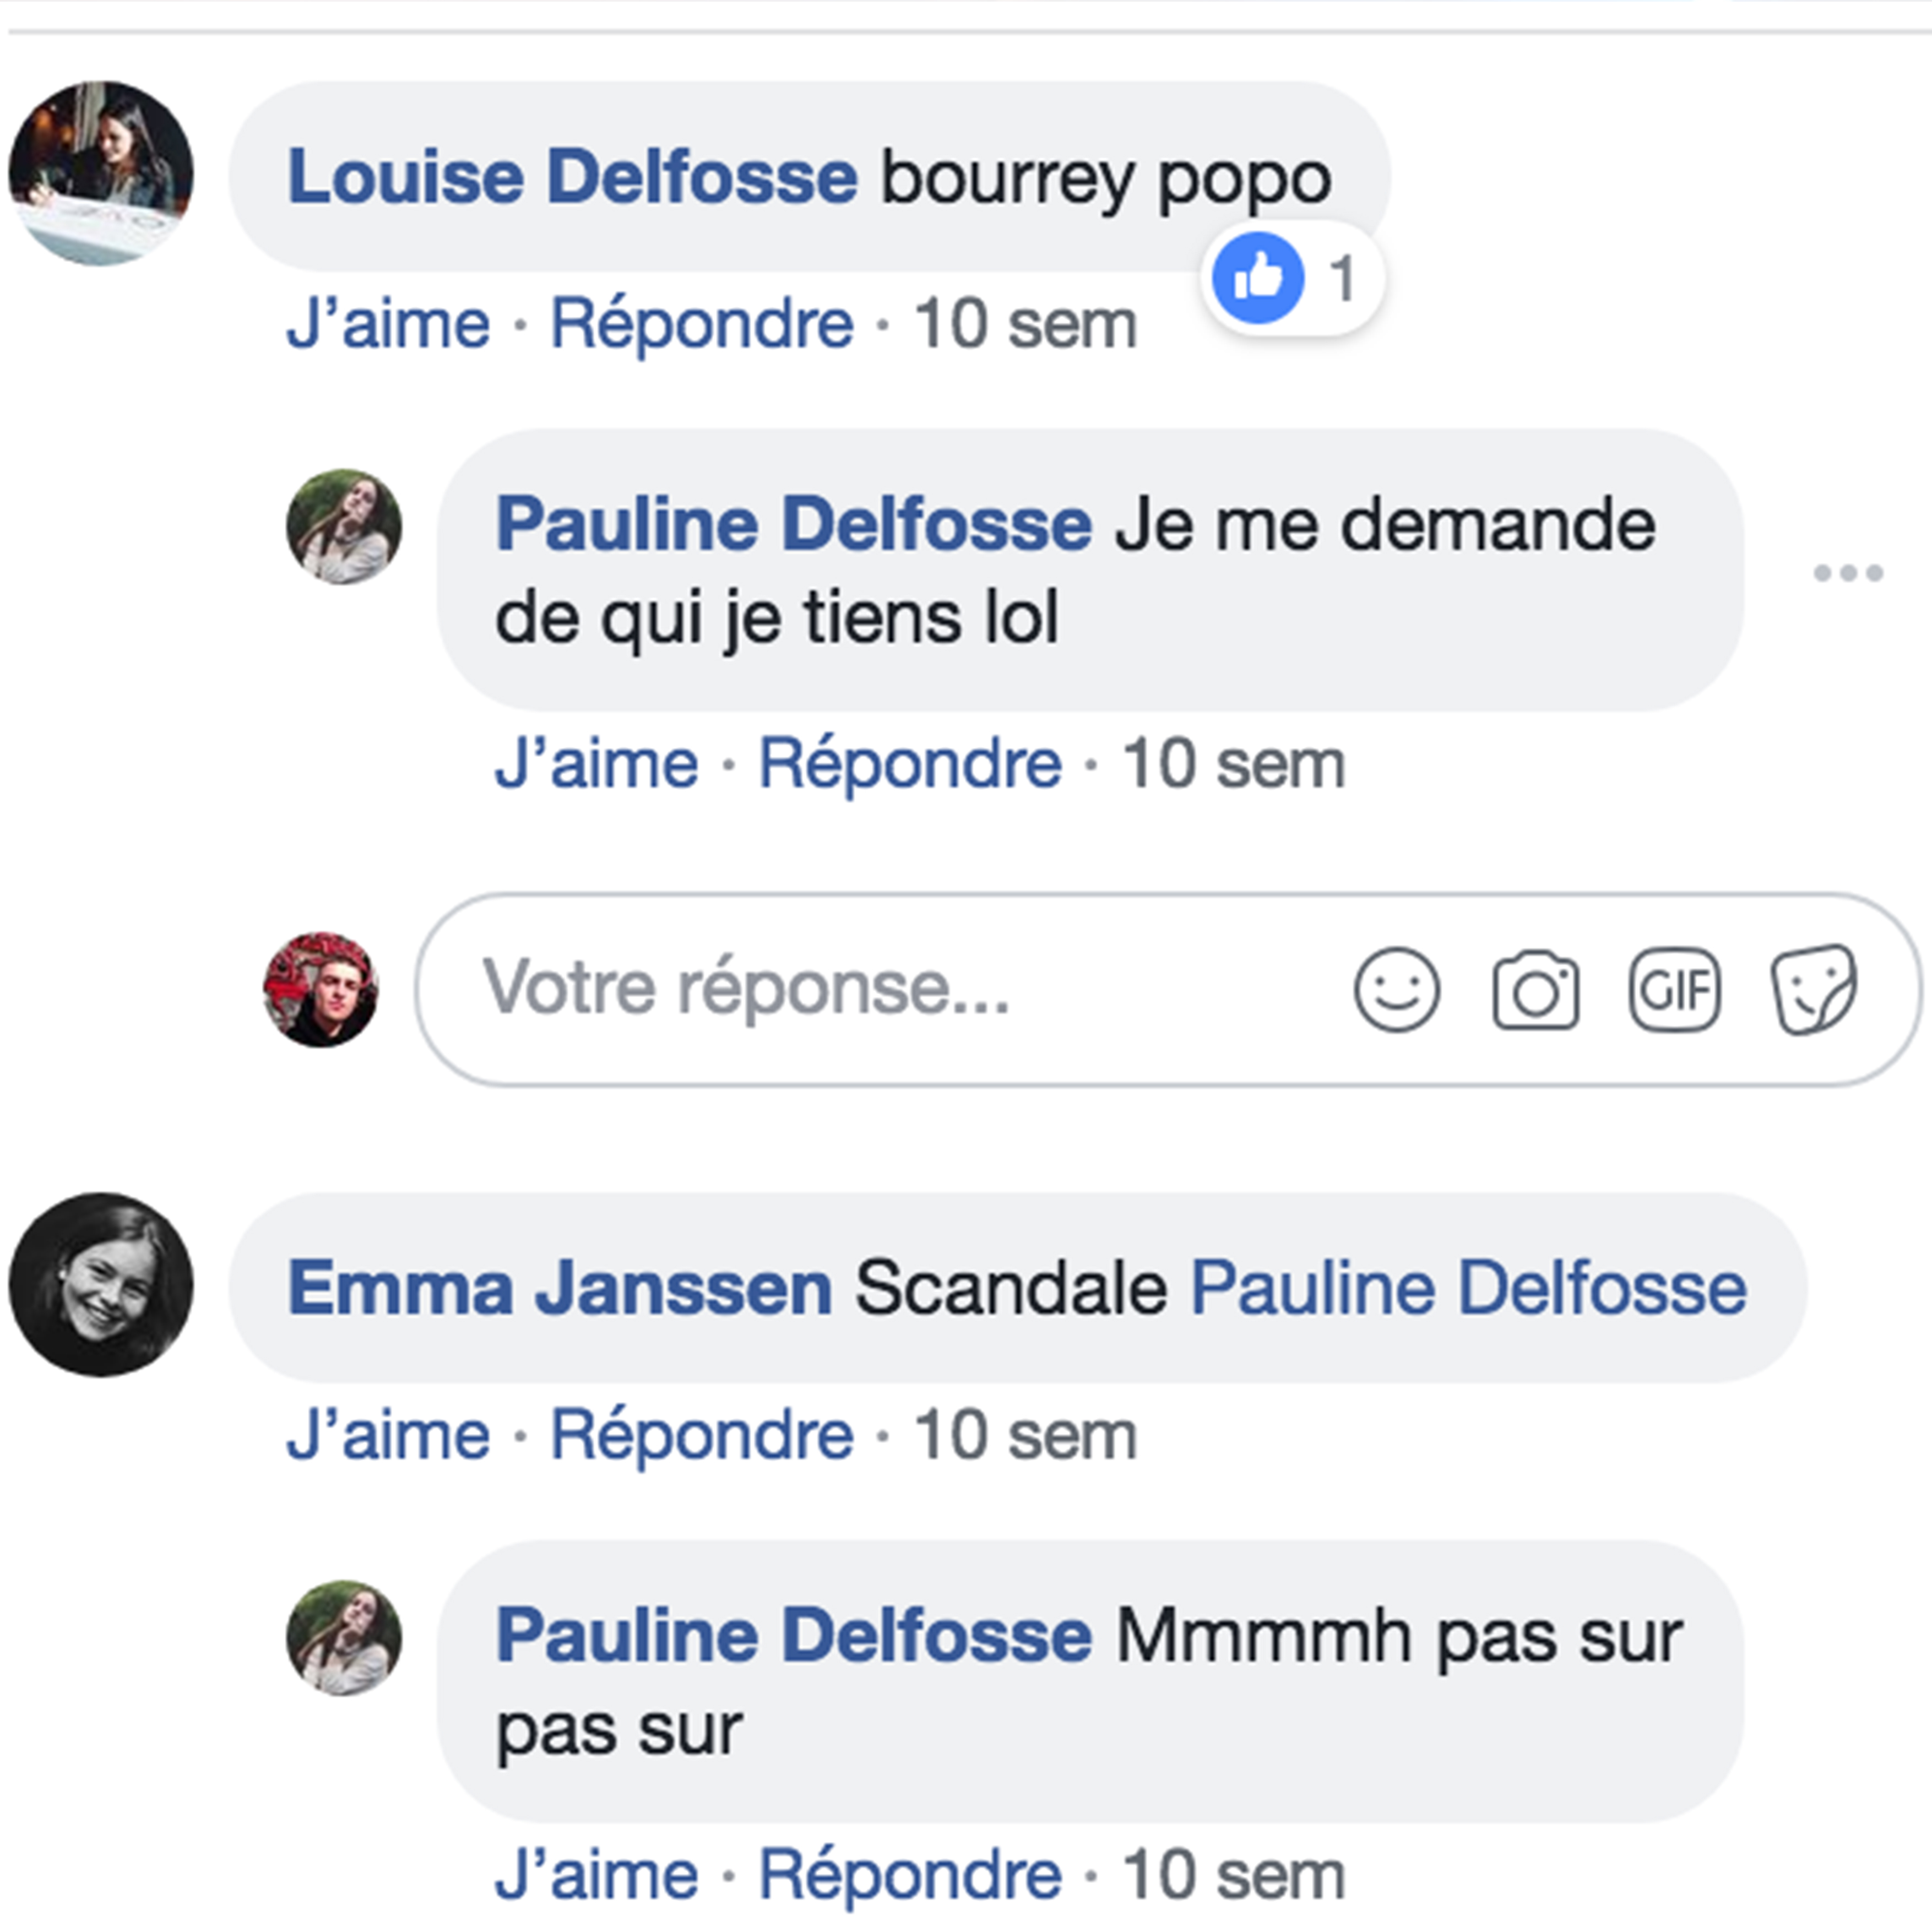 Louise Delfosse bourrey popo
1
J’aime · Répondre · 10 sem
Pauline Delfosse Je me demande
de qui je tiens lol
J’aime · Répondre · 10 sem
Votre réponse...
GIF
Emma Janssen Scandale Pauline Delfosse
J’aime · Répondre · 10 sem
Pauline Delfosse Mmmmh pas sur
pas sur
J’aime · Répondre · 10 sem